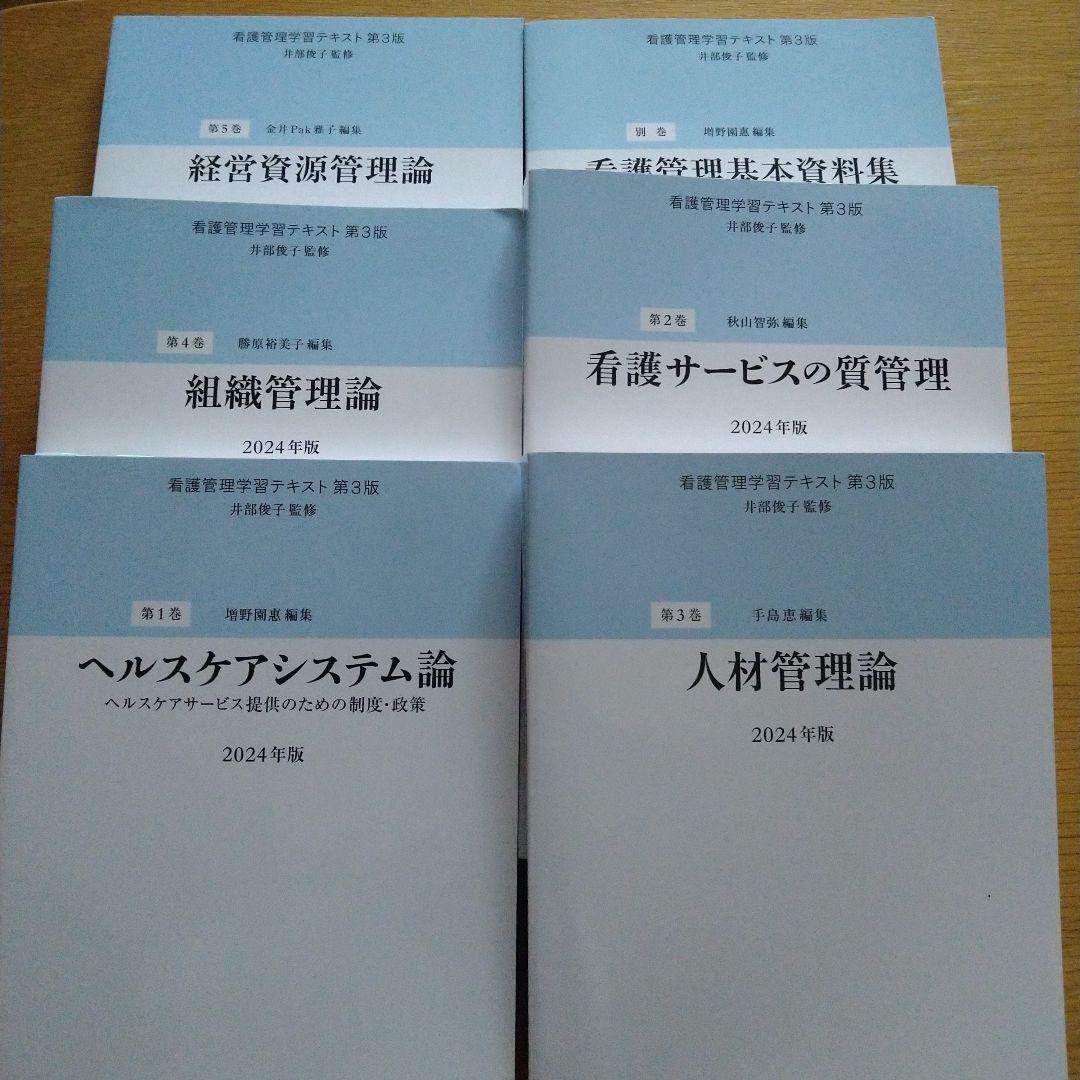 看護管理学習テキスト 第3版
井部俊子 監修
第5巻 金井Pak雅子 編集
経営資源管理論
看護管理学習テキスト 第3版
井部俊子 監修
別巻 増野園惠 編集
看護管理基本資料集
看護管理学習テキスト 第3版
井部俊子 監修
第4巻 勝原裕美子 編集
組織管理論
2024年版
看護管理学習テキスト 第3版
井部俊子 監修
第2巻 秋山智弥 編集
看護サービスの質管理
2024年版
看護管理学習テキスト 第3版
井部俊子 監修
第1巻 増野園惠 編集
ヘルスケアシステム論
ヘルスケアサービス提供のための制度・政策
2024年版
看護管理学習テキスト 第3版
井部俊子 監修
第3巻 手島恵 編集
人材管理論
2024年版